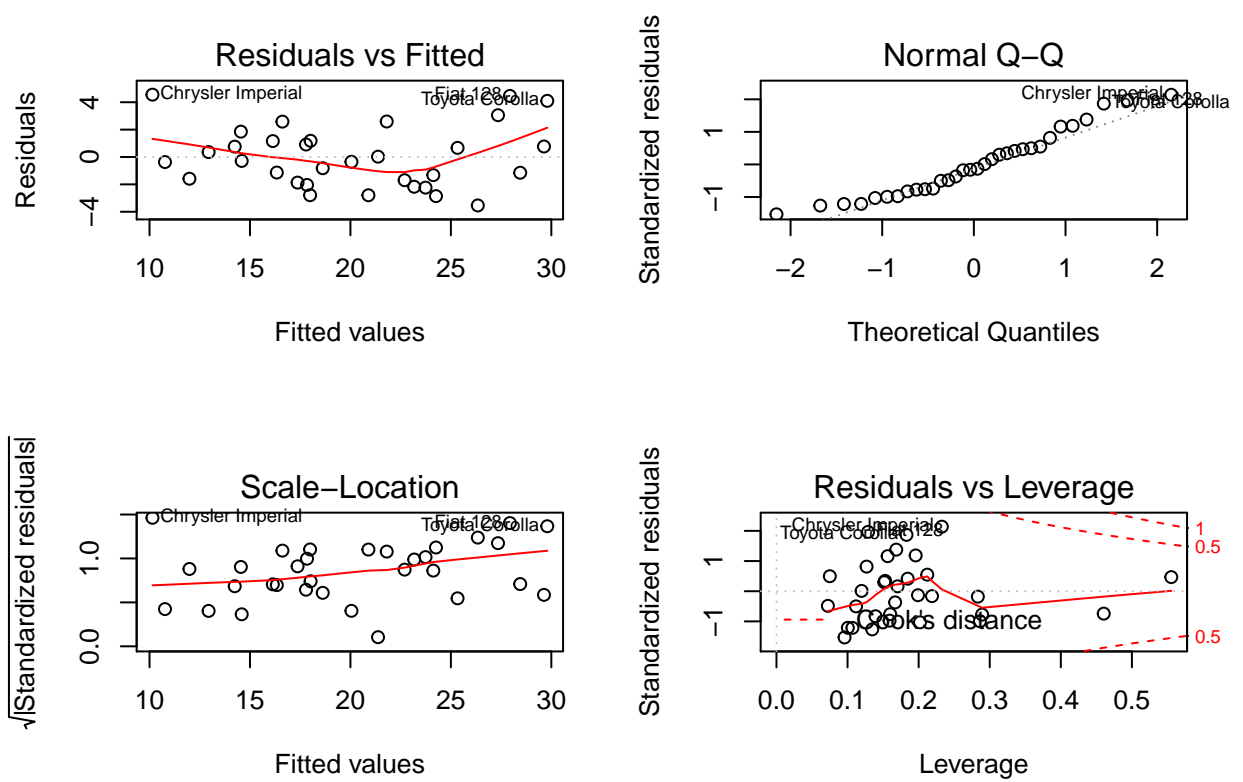 Residuals vs Fitted
Residuals
4
0
−4
Chrysler Imperial
Fiat 128
Toyota Corolla
10 15 20 25 30
Fitted values
Normal Q−Q
Standardized residuals
1
−1
Chrysler Imperial
Fiat 128
Toyota Corolla
−2 −1 0 1 2
Theoretical Quantiles
Scale−Location
√|Standardized residuals|
1.0
0.0
Chrysler Imperial
Fiat 128
Toyota Corolla
10 15 20 25 30
Fitted values
Residuals vs Leverage
Standardized residuals
1
−1
Chrysler Imperial
Fiat 128
Toyota Corolla
Cook's distance
1
0.5
0.5
0.0 0.1 0.2 0.3 0.4 0.5
Leverage